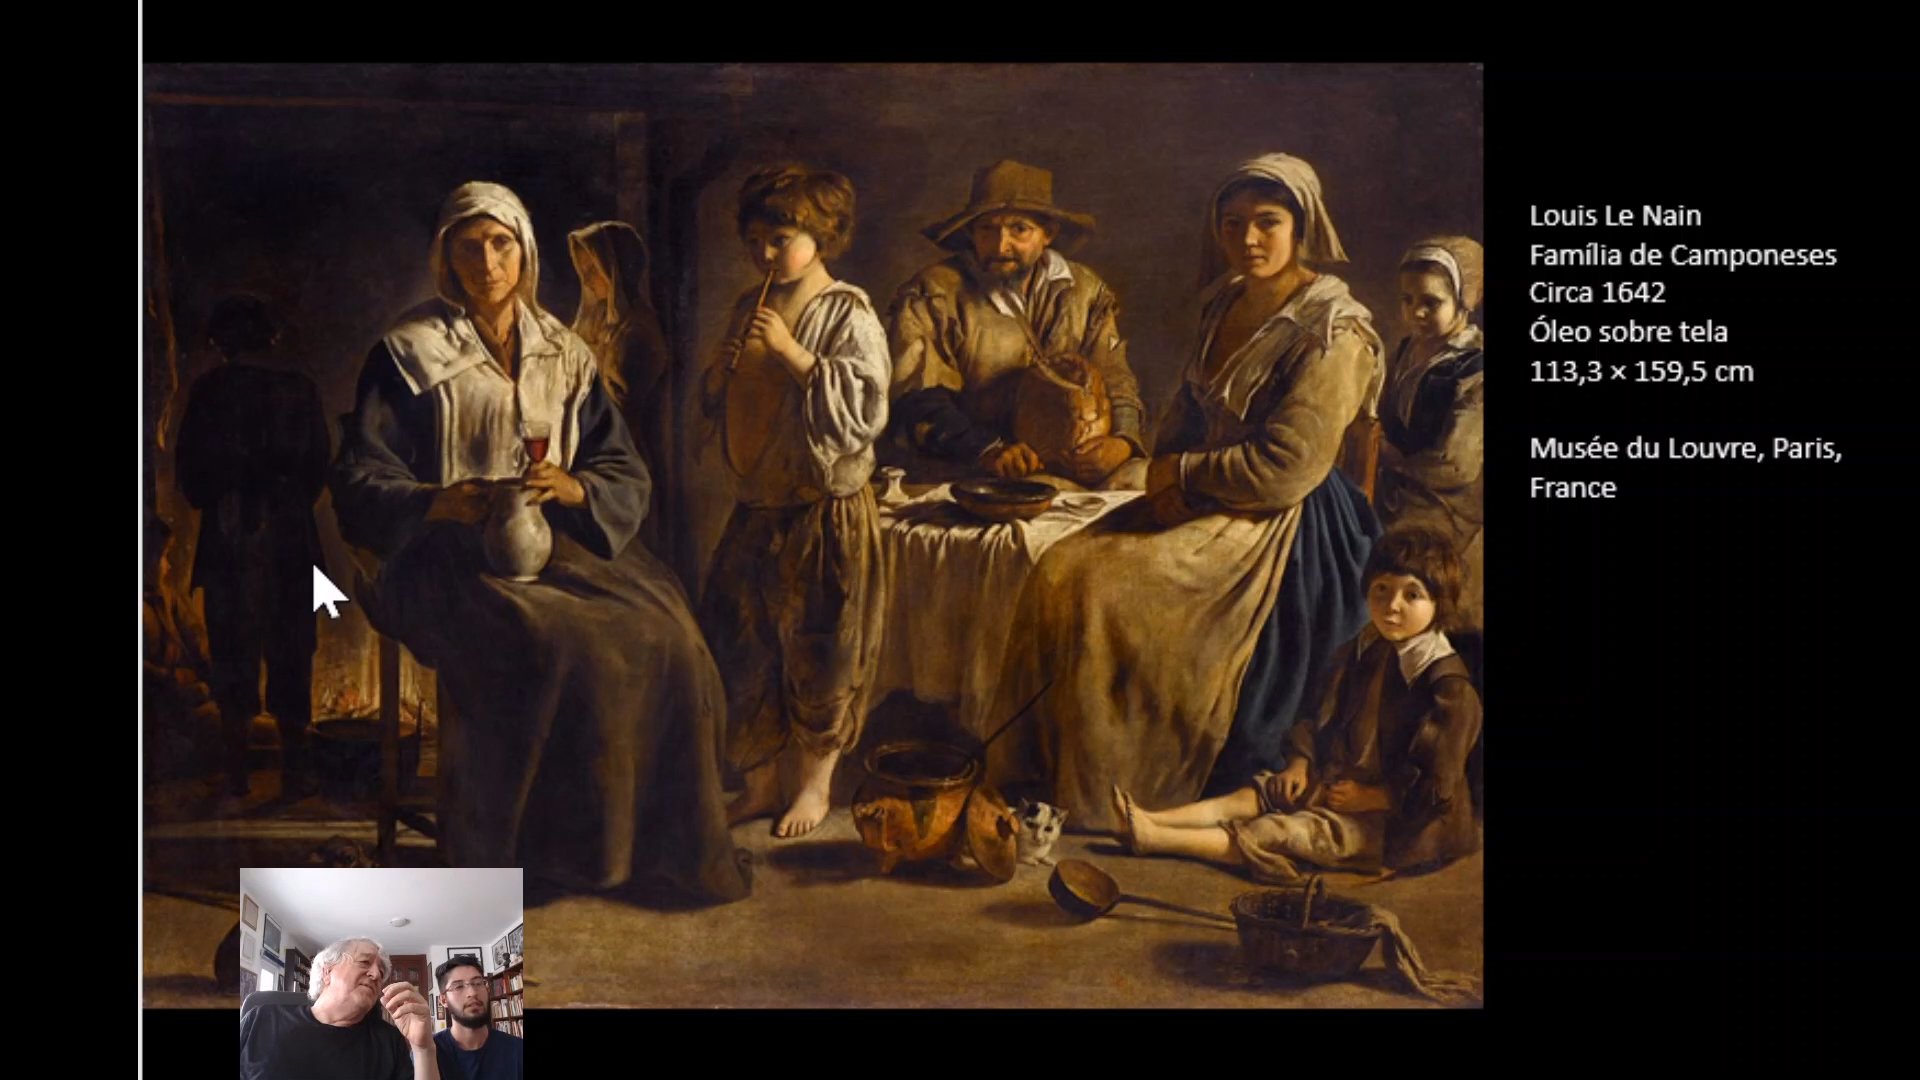 Louis Le Nain
Família de Camponeses
Circa 1642
Óleo sobre tela
113,3 × 159,5 cm
Musée du Louvre, Paris,
France